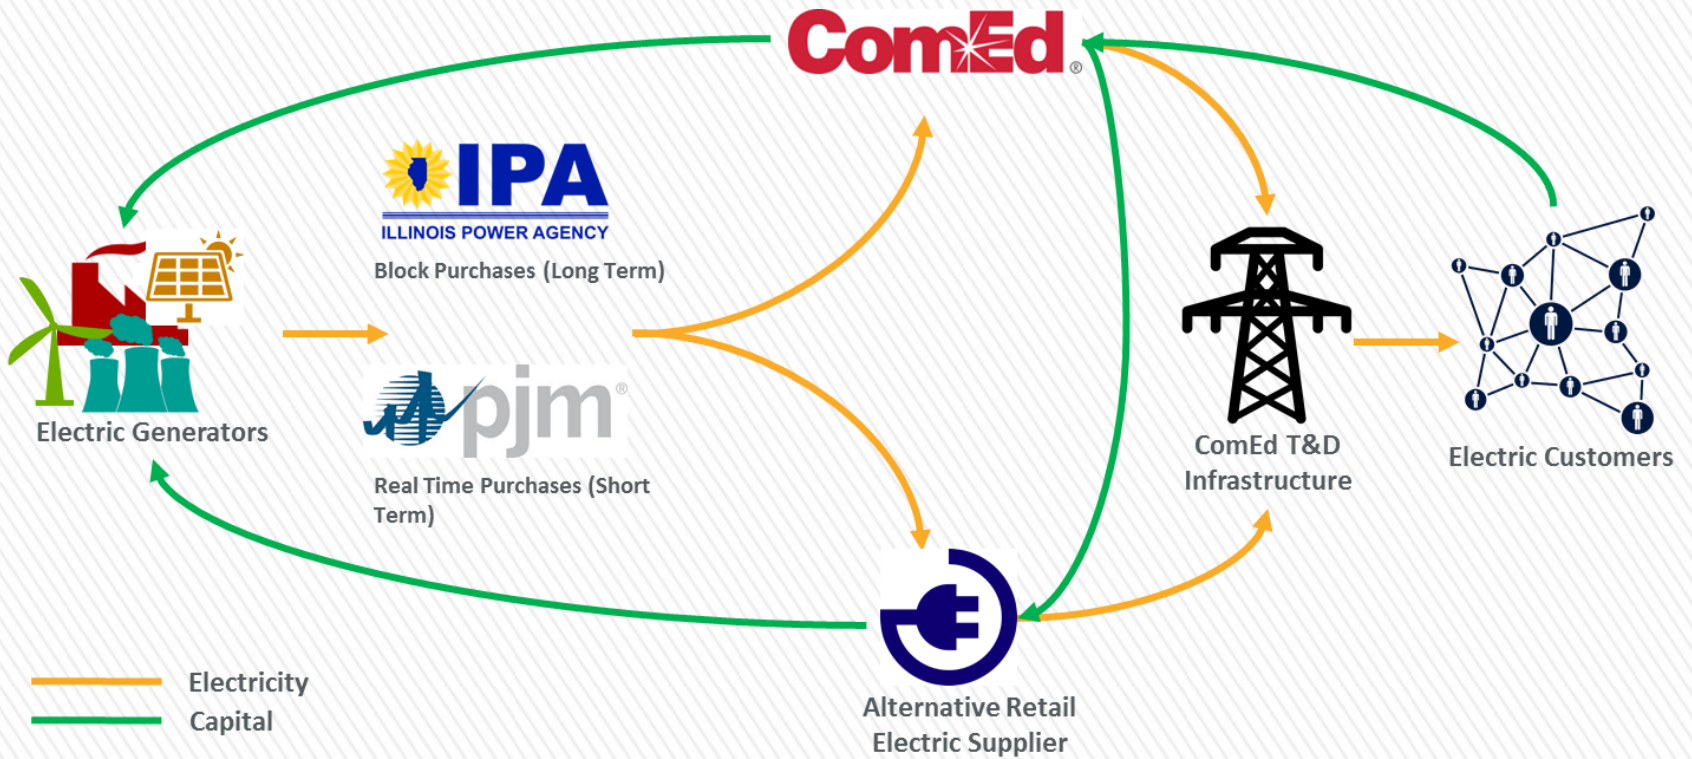 ComEd®
IPA
ILLINOIS POWER AGENCY
Block Purchases (Long Term)
pjm®
Real Time Purchases (Short
Term)
Electric Generators
ComEd T&D
Infrastructure
Electric Customers
Alternative Retail
Electric Supplier
Electricity
Capital